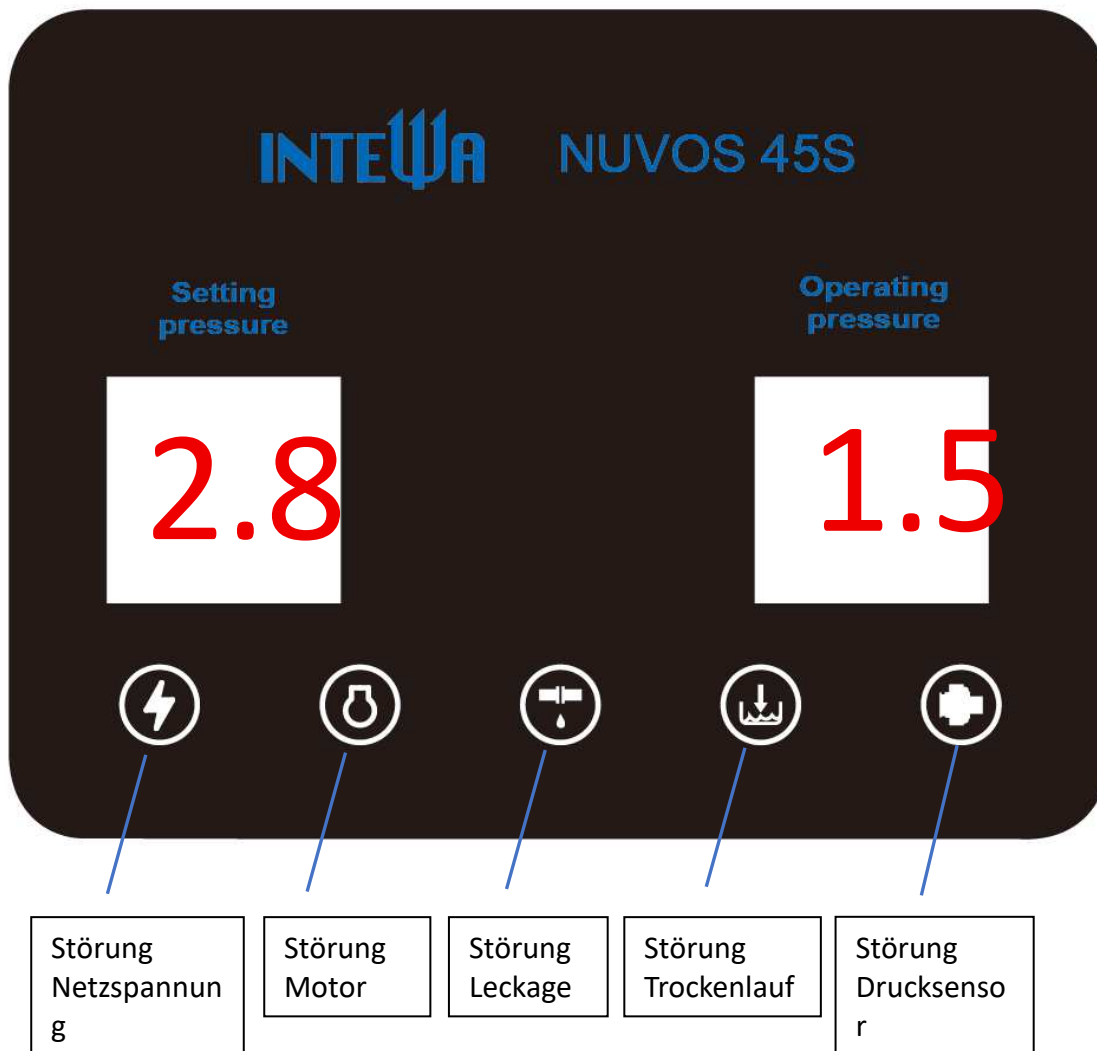 INTEWA NUVOS 45S
Setting
pressure
Operating
pressure
2.8
1.5
Störung
Netzspannun
g
Störung
Motor
Störung
Leckage
Störung
Trockenlauf
Störung
Drucksenso
r